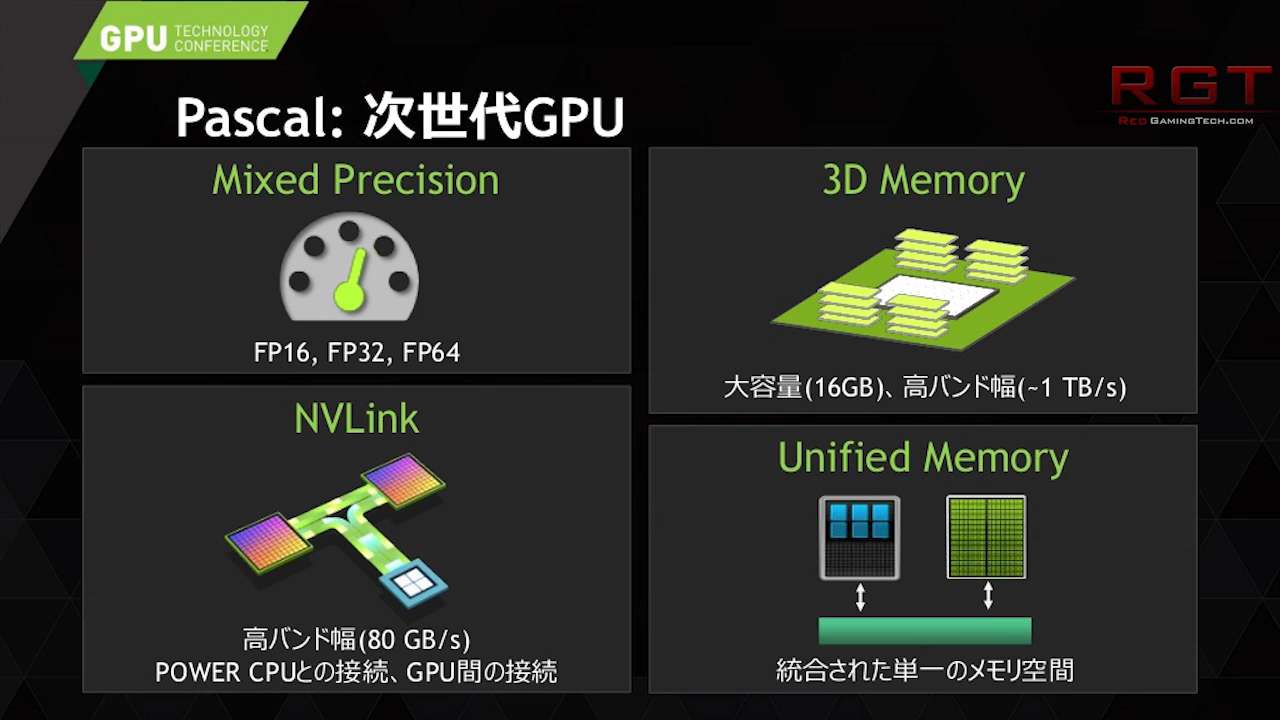 GPU TECHNOLOGY
CONFERENCE
RGT
RED GAMINGTECH.COM
Pascal: 次世代GPU
Mixed Precision
FP16, FP32, FP64
3D Memory
大容量(16GB)、高バンド幅(~1 TB/s)
NVLink
高バンド幅(80 GB/s)
POWER CPUとの接続、GPU間の接続
Unified Memory
統合された単一のメモリ空間